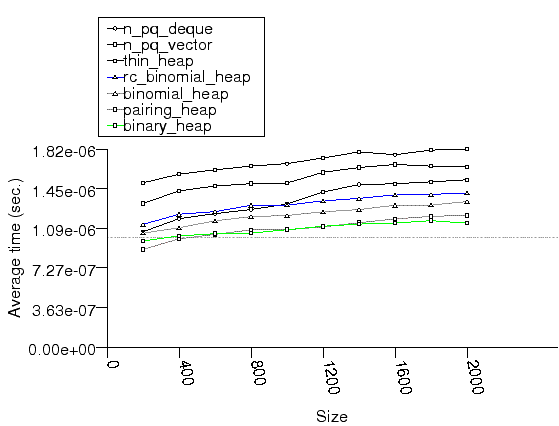 n_pq_deque
n_pq_vector
thin_heap
rc_binomial_heap
binomial_heap
pairing_heap
binary_heap
1.82e-06
1.45e-06
1.09e-06
7.27e-07
3.63e-07
0.00e+00
Average time (sec.)
0
400
800
1200
1600
2000
Size